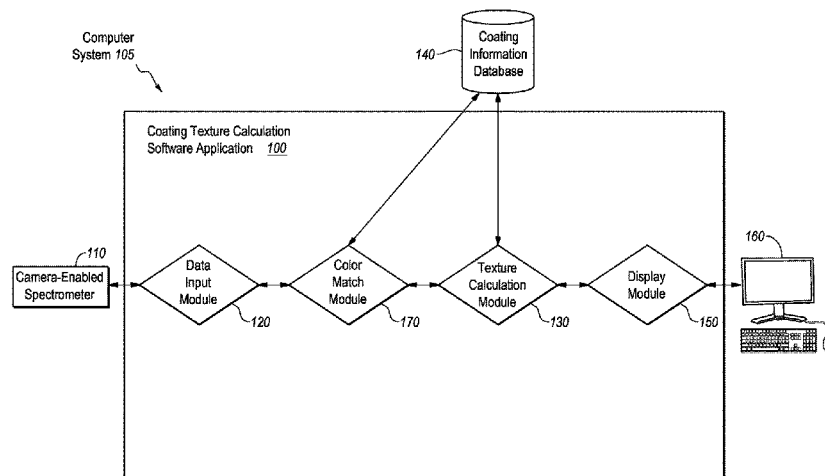 Computer
System 105
140
Coating
Information
Database
Coating Texture Calculation
Software Application 100
110
Camera-Enabled
Spectrometer
Data
Input
Module
120
Color
Match
Module
170
Texture
Calculation
Module
130
Display
Module
150
160